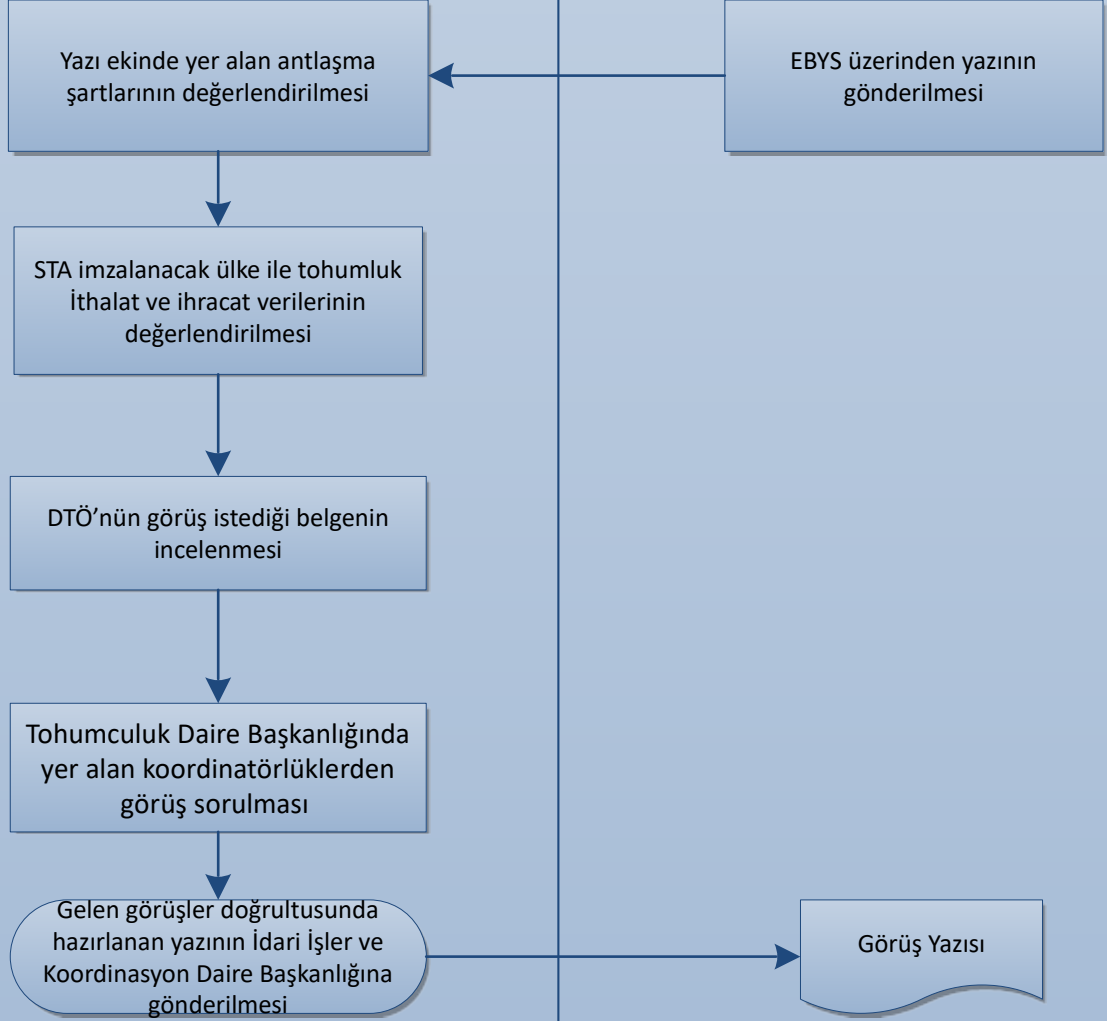 Yazı ekinde yer alan antlaşma
şartlarının değerlendirilmesi
EBYS üzerinden yazının
gönderilmesi
STA imzalanacak ülke ile tohumluk
İthalat ve ihracat verilerinin
değerlendirilmesi
DTÖ’nün görüş istediği belgenin
incelenmesi
Tohumculuk Daire Başkanlığında
yer alan koordinatörlüklerden
görüş sorulması
Gelen görüşler doğrultusunda
hazırlanan yazının İdari İşler ve
Koordinasyon Daire Başkanlığına
gönderilmesi
Görüş Yazısı